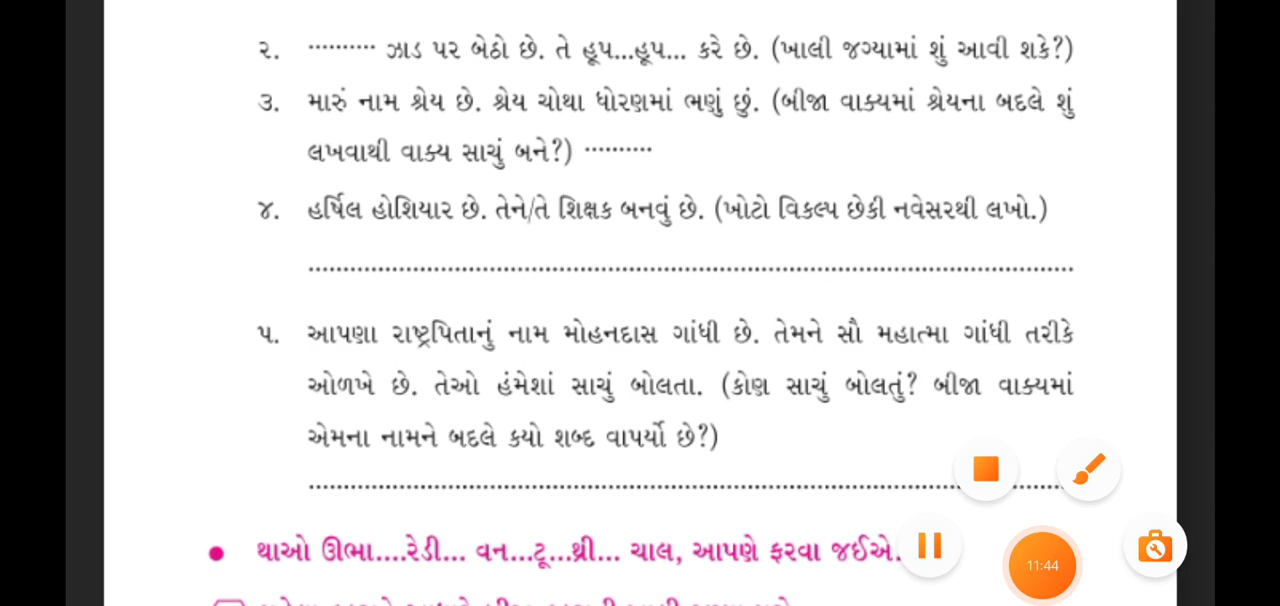 ૨. .......... ઝાડ પર બેઠો છે. તે હૂપ...હૂપ... કરે છે. (ખાલી જગ્યામાં શું આવી શકે?)
૩. મારું નામ શ્રેય છે. શ્રેય ચોથા ધોરણમાં ભણું છું. (બીજા વાક્યમાં શ્રેયના બદલે શું
લખવાથી વાક્ય સાચું બને?) ..........
૪. હર્ષિલ હોશિયાર છે. તેને/તે શિક્ષક બનવું છે. (ખોટો વિકલ્પ છેકી નવેસરથી લખો.)
૫. આપણા રાષ્ટ્રપિતાનું નામ મોહનદાસ ગાંધી છે. તેમને સૌ મહાત્મા ગાંધી તરીકે
ઓળખે છે. તેઓ હંમેશાં સાચું બોલતા. (કોણ સાચું બોલતું? બીજા વાક્યમાં
એમના નામને બદલે કયો શબ્દ વાપર્યો છે?)
• થાઓ ઊભા....રેડી... વન...ટૂ...થ્રી... ચાલ, આપણે ફરવા જઈએ.
11:44